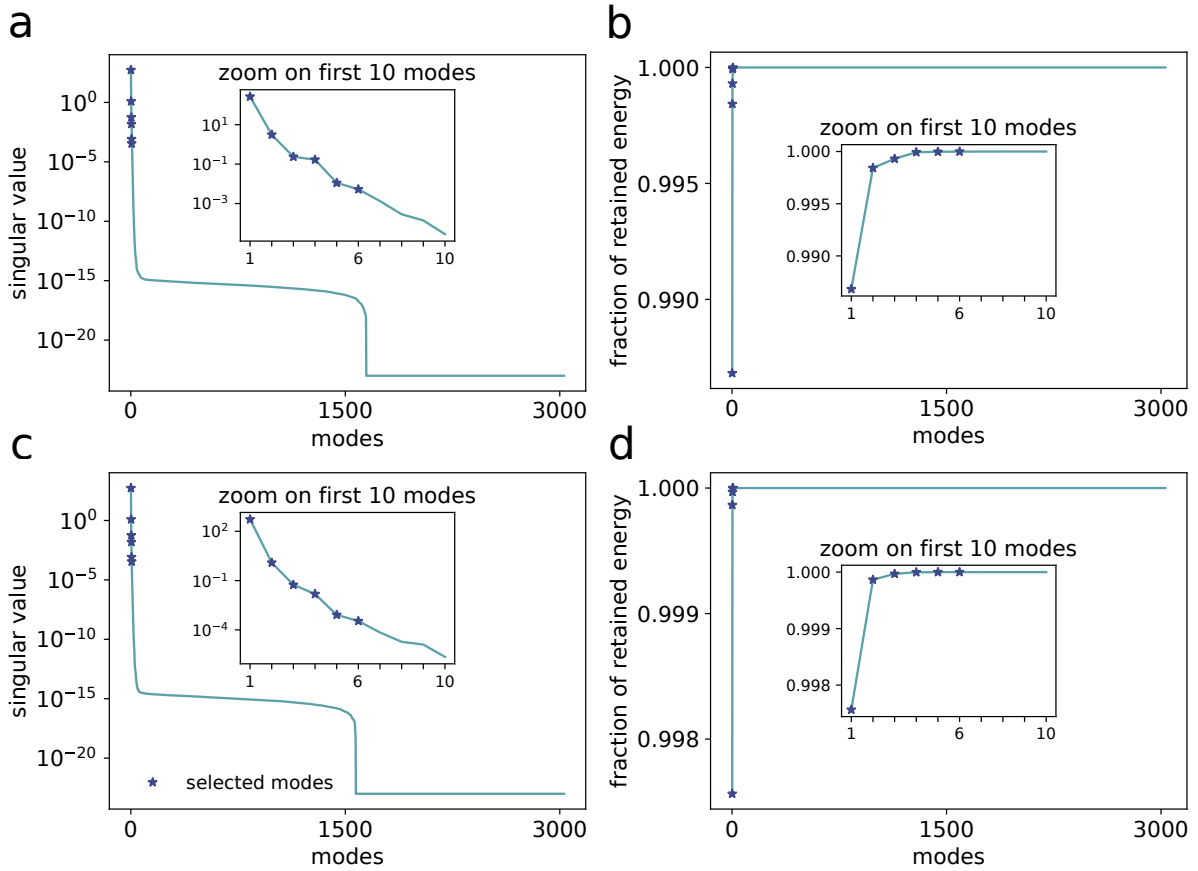 a
singular value
10^0
10^−5
10^−10
10^−15
10^−20
zoom on first 10 modes
10^1
10^−1
10^−3
1 6 10
0 1500 3000
modes
b
fraction of retained energy
1.000
0.995
0.990
zoom on first 10 modes
1.000
0.995
0.990
1 6 10
0 1500 3000
modes
c
singular value
10^0
10^−5
10^−10
10^−15
10^−20
zoom on first 10 modes
10^2
10^−1
10^−4
1 6 10
selected modes
0 1500 3000
modes
d
fraction of retained energy
1.000
0.999
0.998
zoom on first 10 modes
1.000
0.999
0.998
1 6 10
0 1500 3000
modes